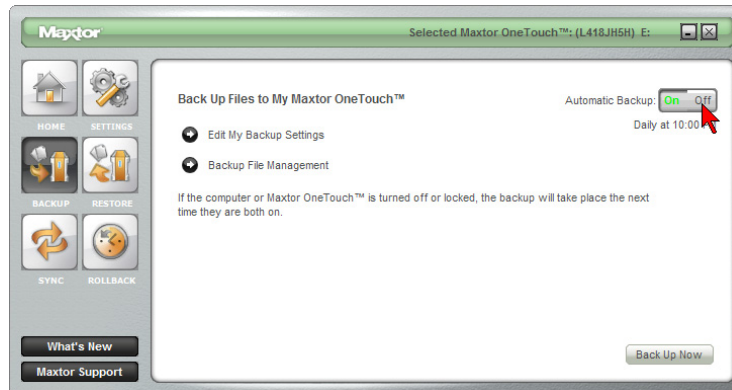 Maxtor
Selected Maxtor OneTouch™: (L418JH5H) E:
HOME SETTINGS
BACKUP RESTORE
SYNC ROLLBACK
What's New
Maxtor Support
Back Up Files to My Maxtor OneTouch™
Automatic Backup: On Off
Daily at 10:00
Edit My Backup Settings
Backup File Management
If the computer or Maxtor OneTouch™ is turned off or locked, the backup will take place the next
time they are both on.
Back Up Now